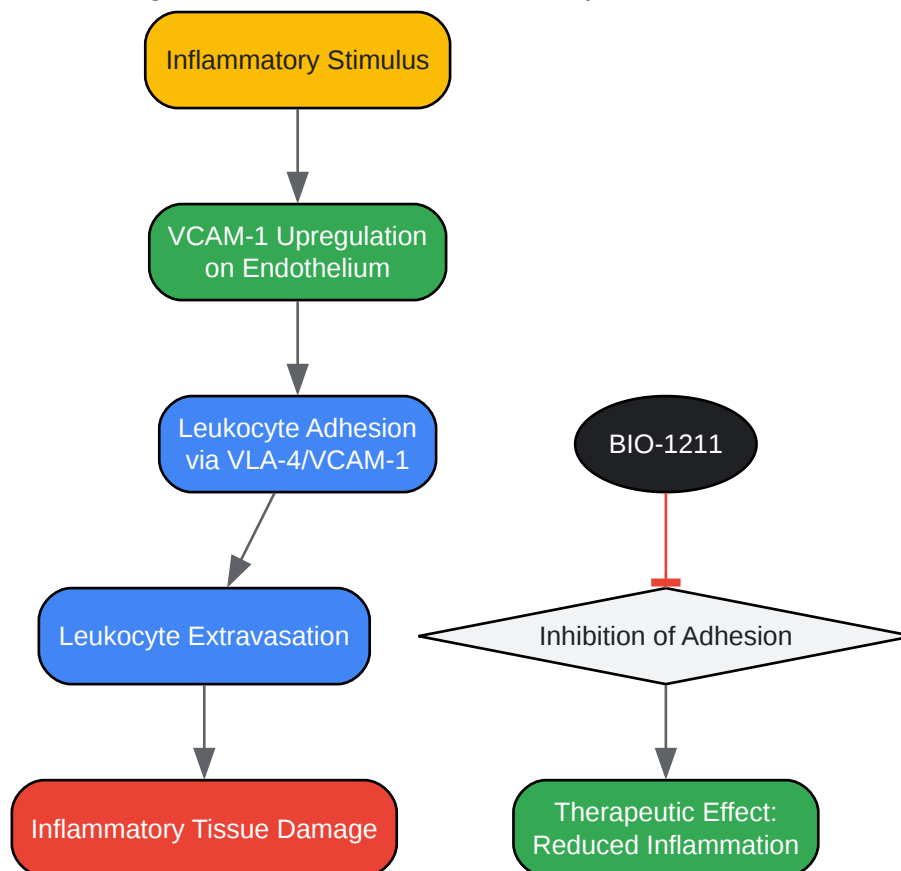 Inflammatory Stimulus
VCAM-1 Upregulation
on Endothelium
Leukocyte Adhesion
via VLA-4/VCAM-1
BIO-1211
Leukocyte Extravasation
Inhibition of Adhesion
Inflammatory Tissue Damage
Therapeutic Effect:
Reduced Inflammation